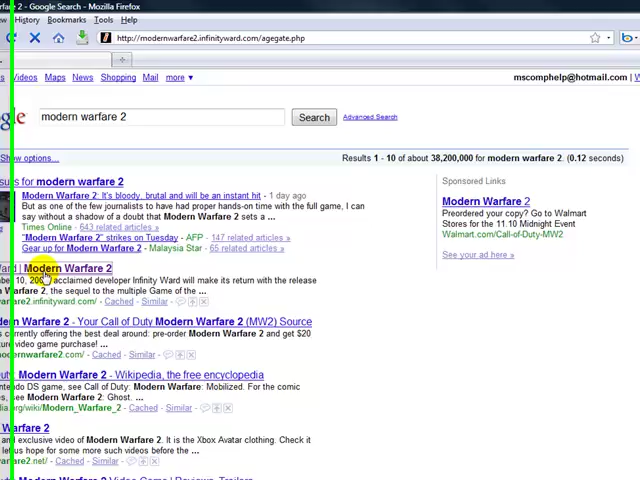 2 - Google Search - Mozilla Firefox
History Bookmarks Tools Help
http://modernwarfare2.infinityward.com/agegate.php
Videos Maps News Shopping Mail more ▼
mscomphelp@hotmail.com |
modern warfare 2 Search Advanced Search
Show options...
Results 1 - 10 of about 38,200,000 for modern warfare 2. (0.12 seconds)
for modern warfare 2
Modern Warfare 2: It's bloody, brutal and will be an instant hit - 1 day ago
But as one of the few journalists to have had proper hands-on time with the full game, I can
say without a shadow of a doubt that Modern Warfare 2 sets a ...
Times Online - 643 related articles »
"Modern Warfare 2" strikes on Tuesday - AFP - 147 related articles »
Gear up for Modern Warfare 2 - Malaysia Star - 65 related articles »
Sponsored Links
Modern Warfare 2
Preordered your copy? Go to Walmart
Stores for the 11.10 Midnight Event
Walmart.com/Call-of-Duty-MW2
See your ad here »
| Modern Warfare 2
10, acclaimed developer Infinity Ward will make its return with the release
Warfare 2, the sequel to the multiple Game of the ...
.infinityward.com/ - Cached - Similar -
Warfare 2 - Your Call of Duty Modern Warfare 2 (MW2) Source
currently offering the best deal around: pre-order Modern Warfare 2 and get $20
video game purchase! ...
- Cached - Similar -
Modern Warfare 2 - Wikipedia, the free encyclopedia
DS game, see Call of Duty: Modern Warfare: Mobilized. For the comic
see Modern Warfare 2: Ghost. ...
/wiki/Modern_Warfare_2 - Cached - Similar -
Warfare 2
and exclusive video of Modern Warfare 2. It is the Xbox Avatar clothing. Check it
us hope for some more such videos before the ...
- Cached - Similar -
Modern Warfare 2 Video Game | Reviews, Trailers